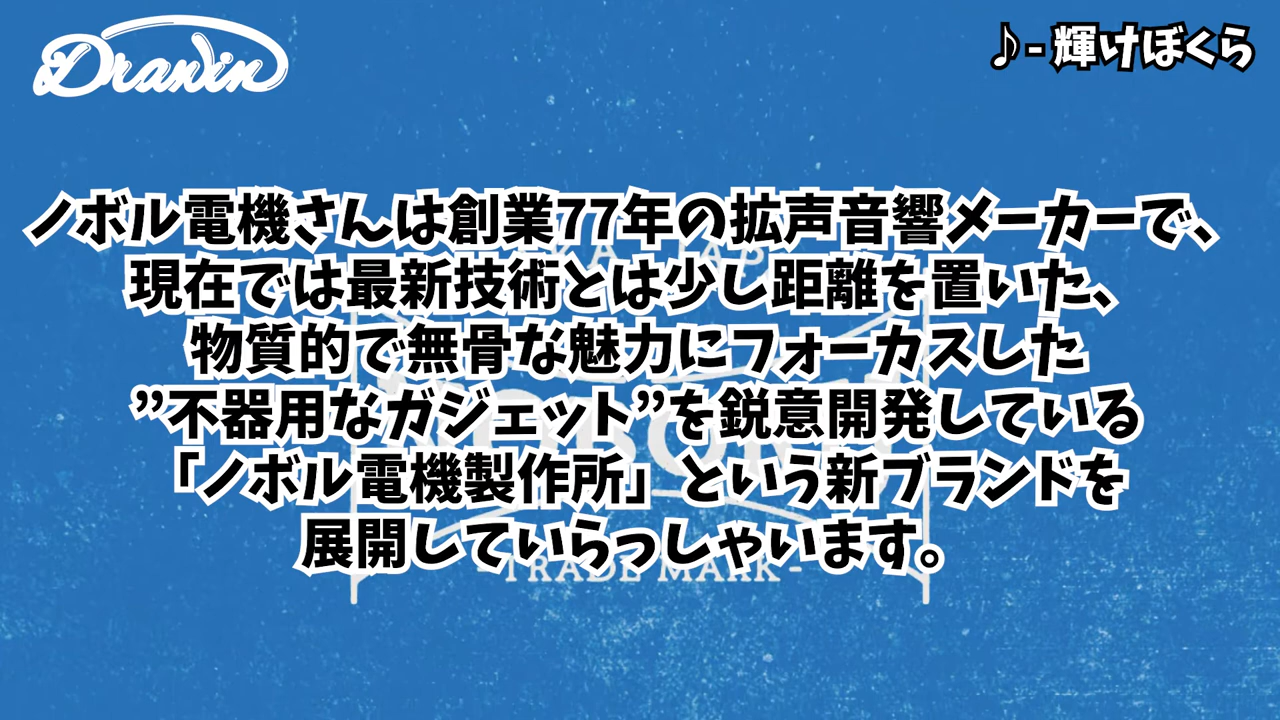 Drawin
♪-輝けぼくら
ノボル電機さんは創業77年の拡声音響メーカーで、
現在では最新技術とは少し距離を置いた、
物質的で無骨な魅力にフォーカスした
”不器用なガジェット”を鋭意開発している
「ノボル電機製作所」という新ブランドを
展開していらっしゃいます。
-TRADE MARK-